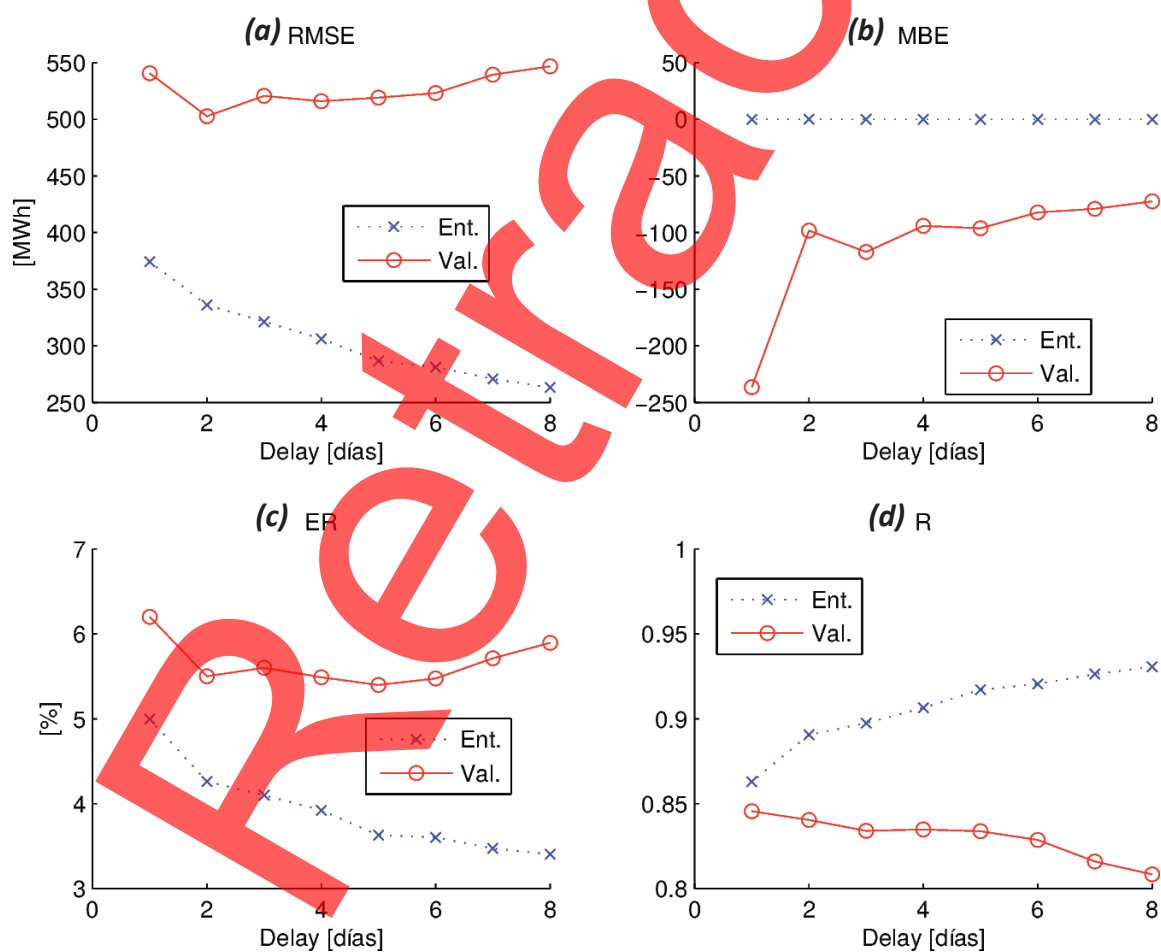 (a) RMSE
550
500
450
400
350
300
250
[MWh]
Ent.
Val.
0 2 4 6 8
Delay [días]
(b) MBE
50
0
−50
−100
−150
−200
−250
Ent.
Val.
0 2 4 6 8
Delay [días]
(c) ER
7
6
5
4
3
[%]
Ent.
Val.
0 2 4 6 8
Delay [días]
(d) R
1
0.95
0.9
0.85
0.8
Ent.
Val.
0 2 4 6 8
Delay [días]
Retra